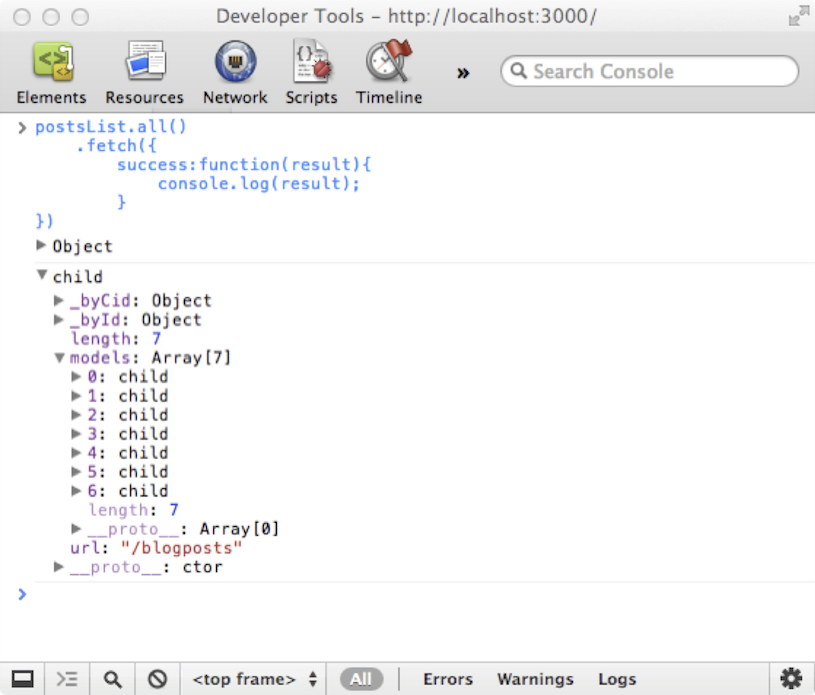 Developer Tools - http://localhost:3000/
Elements Resources Network Scripts Timeline » Search Console
> postsList.all()
.fetch({
success:function(result){
console.log(result);
}
})
▶ Object
▼ child
▶ _byCid: Object
▶ _byId: Object
length: 7
▼ models: Array[7]
▶ 0: child
▶ 1: child
▶ 2: child
▶ 3: child
▶ 4: child
▶ 5: child
▶ 6: child
length: 7
▶ __proto__: Array[0]
url: "/blogposts"
▶ __proto__: ctor
>
<top frame> All Errors Warnings Logs